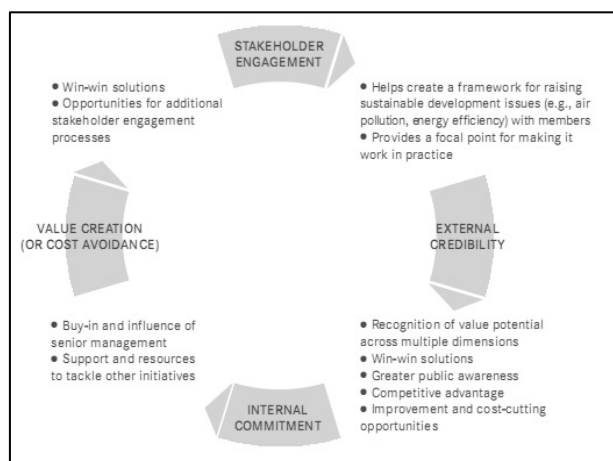 STAKEHOLDER
ENGAGEMENT
● Win-win solutions
● Opportunities for additional
stakeholder engagement
processes
● Helps create a framework for raising
sustainable development issues (e.g., air
pollution, energy efficiency) with members
● Provides a focal point for making it
work in practice
VALUE CREATION
(OR COST AVOIDANCE)
EXTERNAL
CREDIBILITY
● Buy-in and influence of
senior management
● Support and resources
to tackle other initiatives
● Recognition of value potential
across multiple dimensions
● Win-win solutions
● Greater public awareness
● Competitive advantage
● Improvement and cost-cutting
opportunities
INTERNAL
COMMITMENT